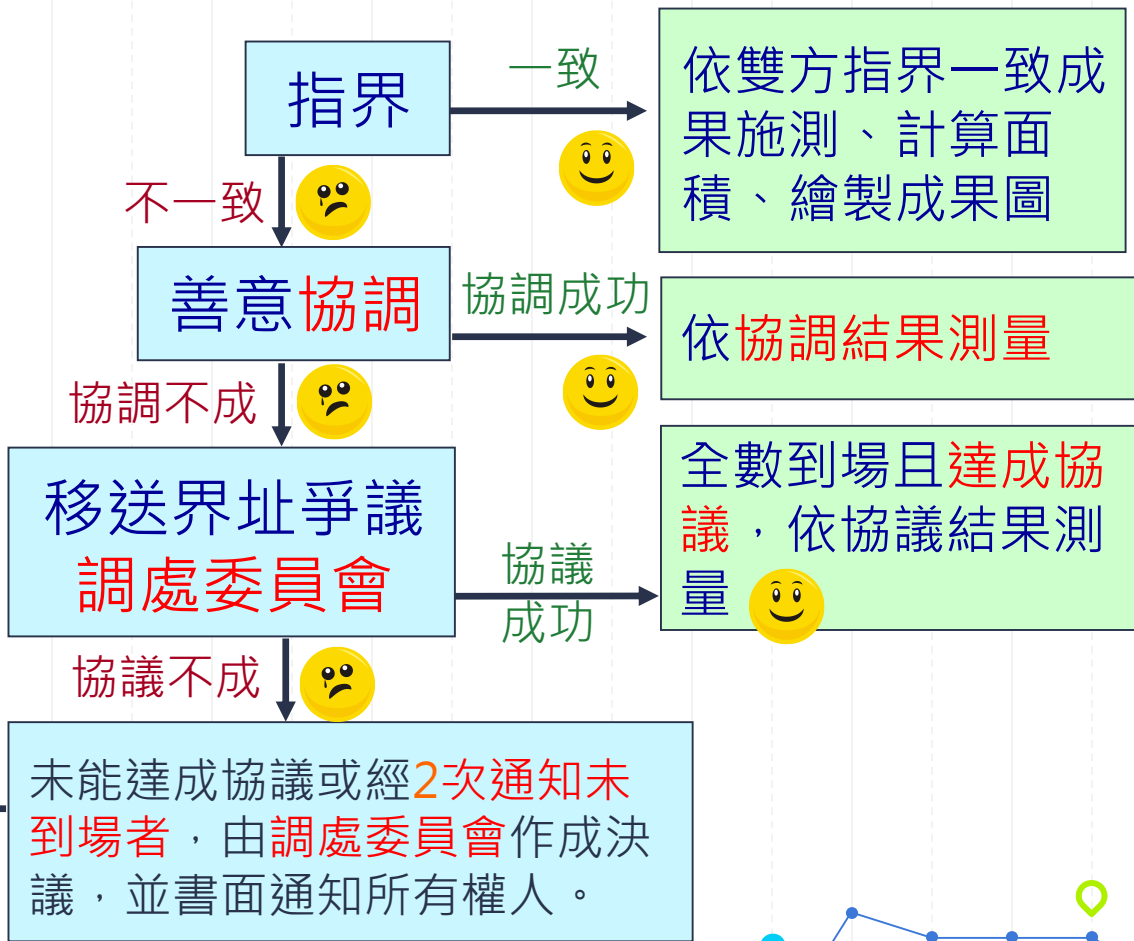 指界
一致
依雙方指界一致成
果施測、計算面
積、繪製成果圖
不一致
善意協調
協調成功
依協調結果測量
協調不成
移送界址爭議
調處委員會
協議
成功
全數到場且達成協
議，依協議結果測
量
協議不成
未能達成協議或經2次通知未
到場者，由調處委員會作成決
議，並書面通知所有權人。